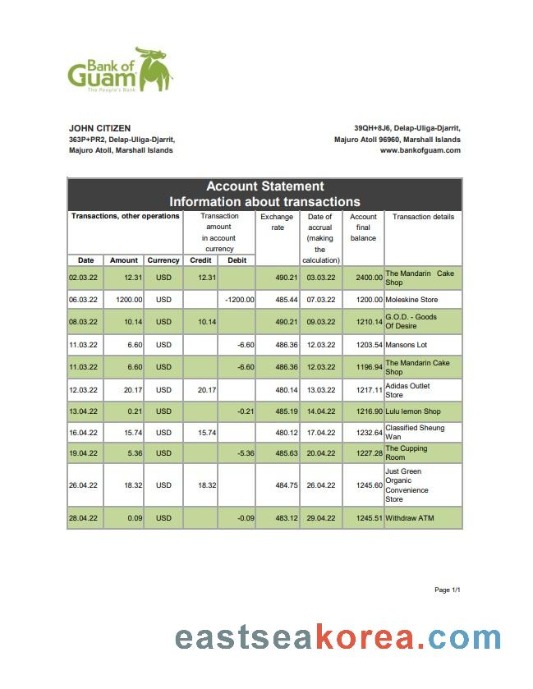 Bank of
Guam
The People's Bank
JOHN CITIZEN
363P+PR2, Delap-Uliga-Djarrit,
Majuro Atoll, Marshall Islands
39QH+8J6, Delap-Uliga-Djarrit,
Majuro Atoll 96960, Marshall Islands
www.bankofguam.com
Account Statement
Information about transactions
Transactions, other operations
Transaction
amount
in account
currency
Exchange
rate
Date of
accrual
(making
the
calculation)
Account
final
balance
Transaction details
Date Amount Currency Credit Debit
02.03.22 12.31 USD 12.31 490.21 03.03.22 2400.00 The Mandarin Cake
Shop
06.03.22 1200.00 USD -1200.00 485.44 07.03.22 1200.00 Moleskine Store
08.03.22 10.14 USD 10.14 490.21 09.03.22 1210.14 G.O.D. - Goods
Of Desire
11.03.22 6.60 USD -6.60 486.36 12.03.22 1203.54 Mansons Lot
11.03.22 6.60 USD -6.60 486.36 12.03.22 1196.94 The Mandarin Cake
Shop
12.03.22 20.17 USD 20.17 480.14 13.03.22 1217.11 Adidas Outlet
Store
13.04.22 0.21 USD -0.21 485.19 14.04.22 1216.90 Lulu lemon Shop
16.04.22 15.74 USD 15.74 480.12 17.04.22 1232.64 Classified Sheung
Wan
19.04.22 5.36 USD -5.36 485.63 20.04.22 1227.28 The Cupping
Room
26.04.22 18.32 USD 18.32 484.75 26.04.22 1245.60 Just Green
Organic
Convenience
Store
28.04.22 0.09 USD -0.09 483.12 29.04.22 1245.51 Withdraw ATM
Page 1/1
eastseakorea.com